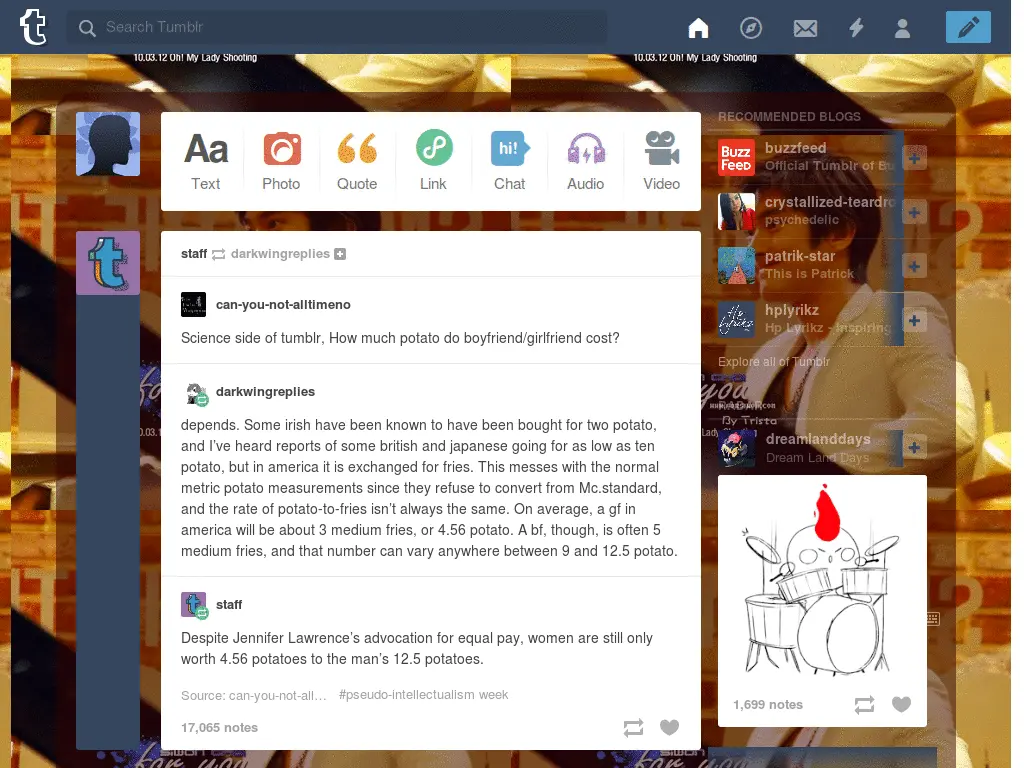 Search Tumblr
10.03.12 Oh! My Lady Shooting
10.03.12 Oh! My Lady Shooting
Aa
hi!
Text
Photo
Quote
Link
Chat
Audio
Video
staff darkwingreplies
can-you-not-alltimeno
Science side of tumblr, How much potato do boyfriend/girlfriend cost?
darkwingreplies
depends. Some irish have been known to have been bought for two potato,
and I've heard reports of some british and japanese going for as low as ten
potato, but in america it is exchanged for fries. This messes with the normal
metric potato measurements since they refuse to convert from Mc.standard,
and the rate of potato-to-fries isn't always the same. On average, a gf in
america will be about 3 medium fries, or 4.56 potato. A bf, though, is often 5
medium fries, and that number can vary anywhere between 9 and 12.5 potato.
staff
Despite Jennifer Lawrence's advocation for equal pay, women are still only
worth 4.56 potatoes to the man's 12.5 potatoes.
Source: can-you-not-all… #pseudo-intellectualism week
17,065 notes
RECOMMENDED BLOGS
Buzz
Feed
buzzfeed
Official Tumblr of Bu
crystallized-teardro
psychedelic
patrik-star
This is Patrick
Hp
Lyrikz
hplyrikz
Hp Lyrikz - Inspiring
Explore all of Tumblr
you
By Trista
dreamlanddays
Dream Land Days
1,699 notes
for you